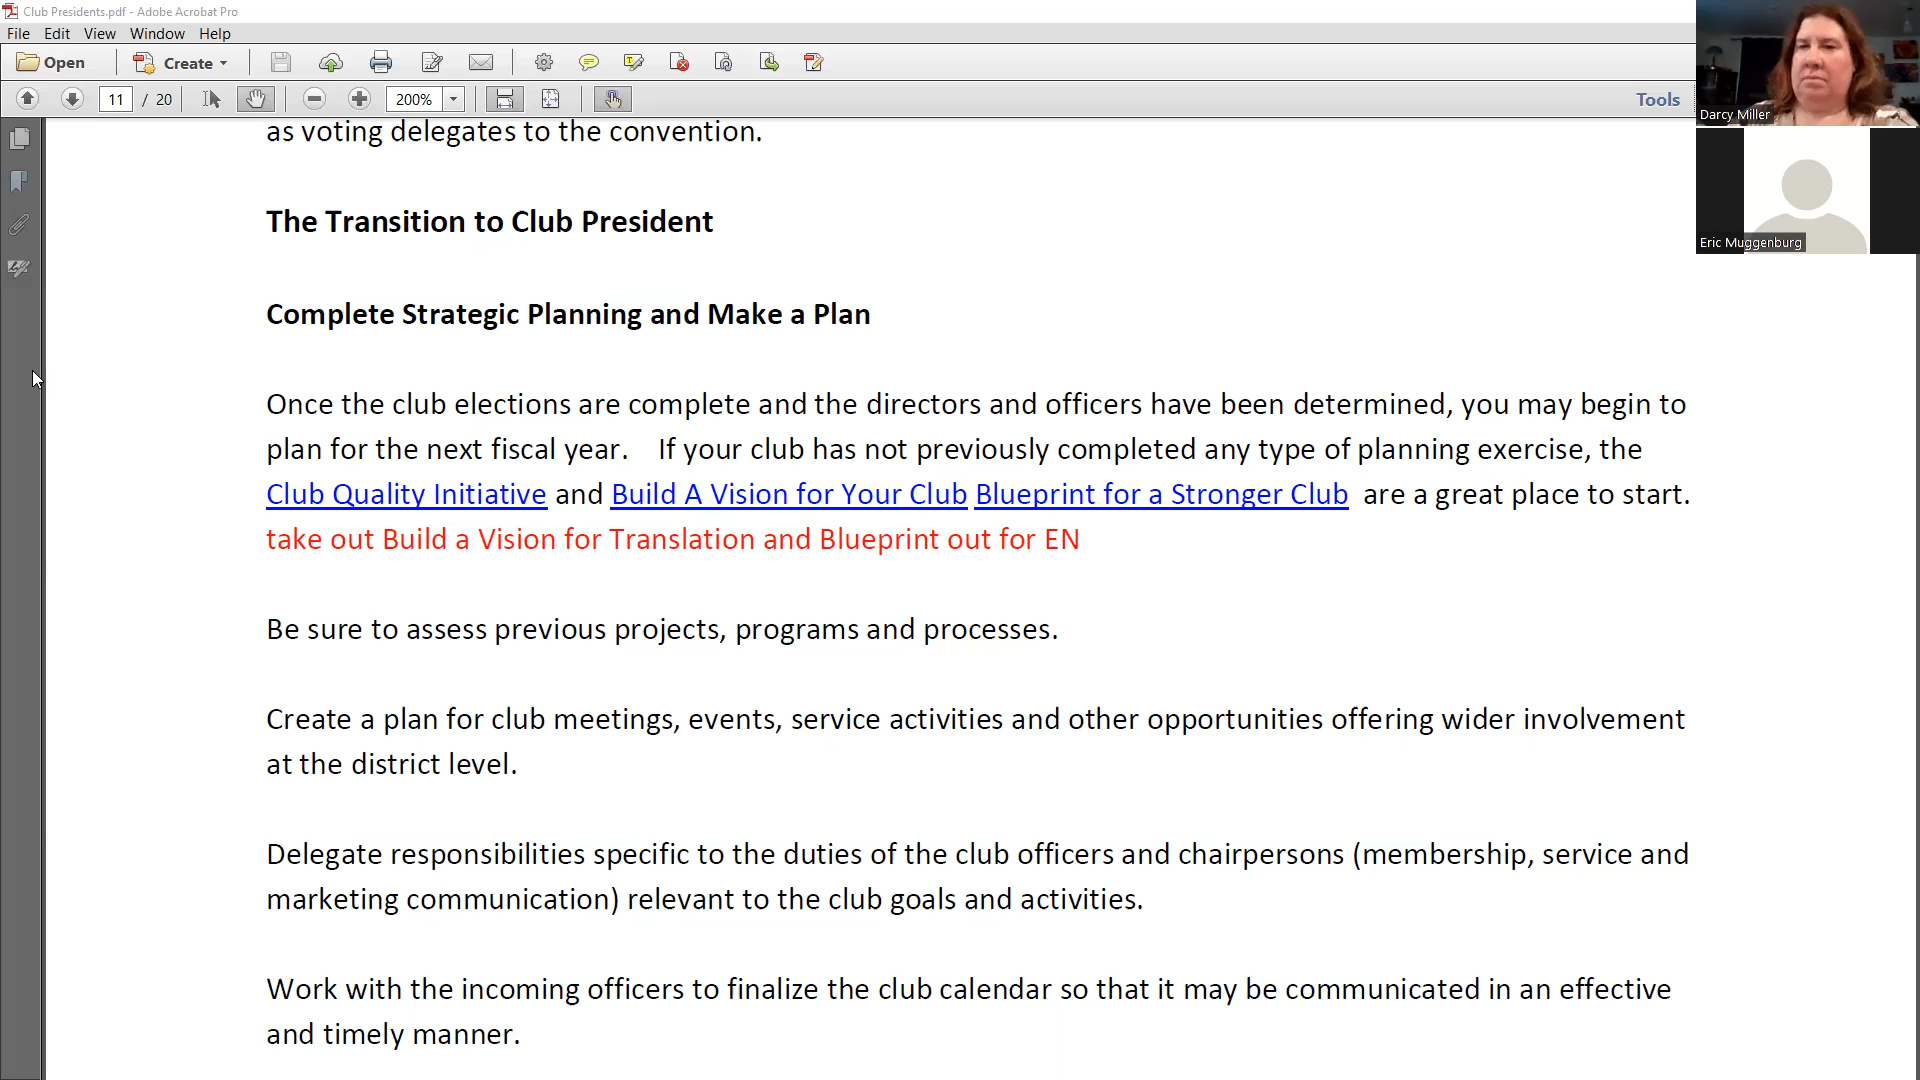 Club Presidents.pdf - Adobe Acrobat Pro
File Edit View Window Help
Open Create
11 / 20 200% Tools
Darcy Miller
Eric Muggenburg
as voting delegates to the convention.
The Transition to Club President
Complete Strategic Planning and Make a Plan
Once the club elections are complete and the directors and officers have been determined, you may begin to
plan for the next fiscal year. If your club has not previously completed any type of planning exercise, the
Club Quality Initiative and Build A Vision for Your Club Blueprint for a Stronger Club are a great place to start.
take out Build a Vision for Translation and Blueprint out for EN
Be sure to assess previous projects, programs and processes.
Create a plan for club meetings, events, service activities and other opportunities offering wider involvement
at the district level.
Delegate responsibilities specific to the duties of the club officers and chairpersons (membership, service and
marketing communication) relevant to the club goals and activities.
Work with the incoming officers to finalize the club calendar so that it may be communicated in an effective
and timely manner.